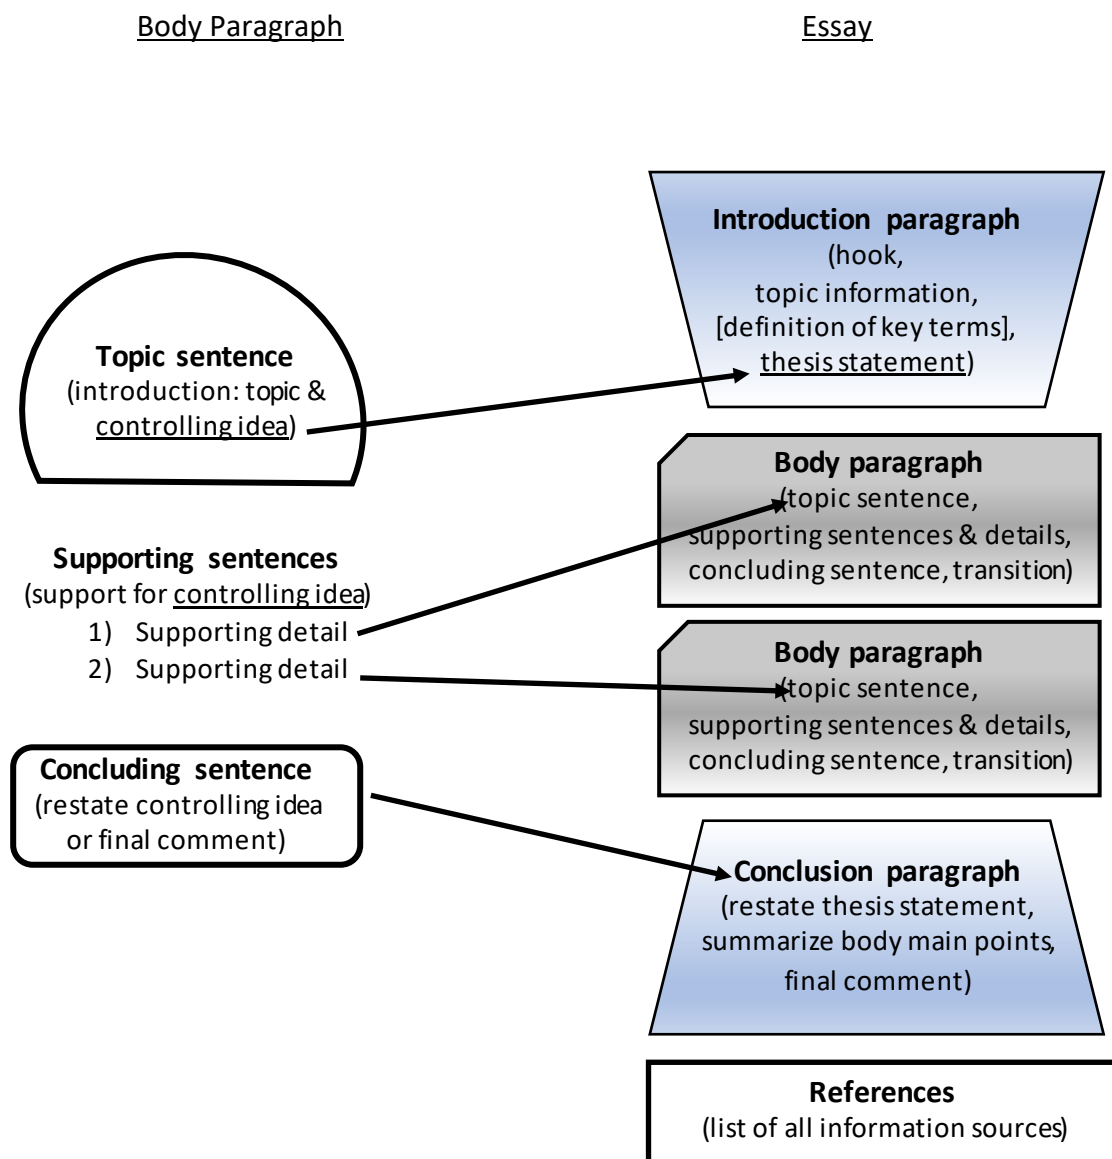 Body Paragraph
Topic sentence
(introduction: topic &
controlling idea)
Supporting sentences
(support for controlling idea)
1) Supporting detail
2) Supporting detail
Concluding sentence
(restate controlling idea
or final comment)
Essay
Introduction paragraph
(hook,
topic information,
[definition of key terms],
thesis statement)
Body paragraph
(topic sentence,
supporting sentences & details,
concluding sentence, transition)
Body paragraph
(topic sentence,
supporting sentences & details,
concluding sentence, transition)
Conclusion paragraph
(restate thesis statement,
summarize body main points,
final comment)
References
(list of all information sources)